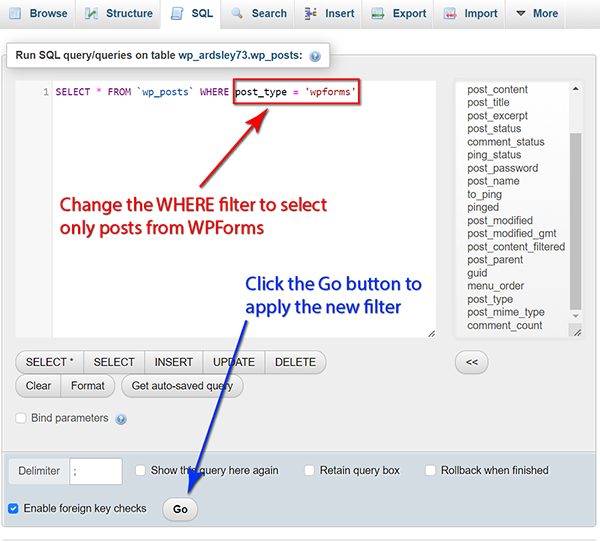 Browse Structure SQL Search Insert Export Import More
Run SQL query/queries on table wp_ardsley73.wp_posts:
1 SELECT * FROM `wp_posts` WHERE post_type = 'wpforms'
Change the WHERE filter to select
only posts from WPForms
Click the Go button to
apply the new filter
post_content
post_title
post_excerpt
post_status
comment_status
ping_status
post_password
post_name
to_ping
pinged
post_modified
post_modified_gmt
post_content_filtered
post_parent
guid
menu_order
post_type
post_mime_type
comment_count
SELECT * SELECT INSERT UPDATE DELETE <<
Clear Format Get auto-saved query
Bind parameters
Delimiter ; Show this query here again Retain query box Rollback when finished
Enable foreign key checks Go